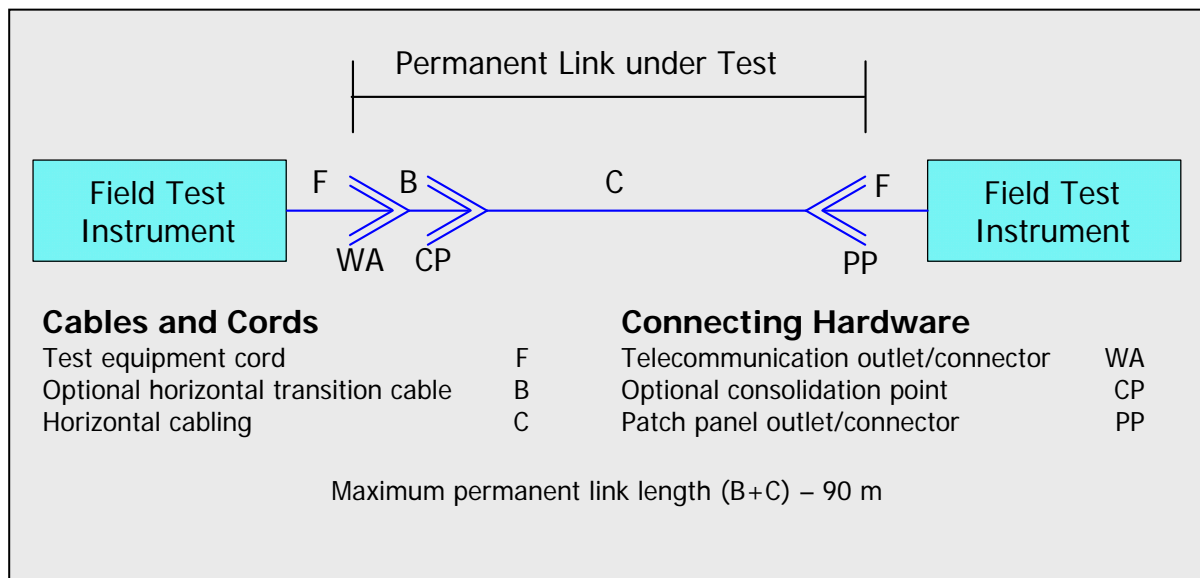 Permanent Link under Test
Field Test
Instrument
F
B
C
F
Field Test
Instrument
WA
CP
PP
Cables and Cords
Test equipment cord F
Optional horizontal transition cable B
Horizontal cabling C
Connecting Hardware
Telecommunication outlet/connector WA
Optional consolidation point CP
Patch panel outlet/connector PP
Maximum permanent link length (B+C) – 90 m